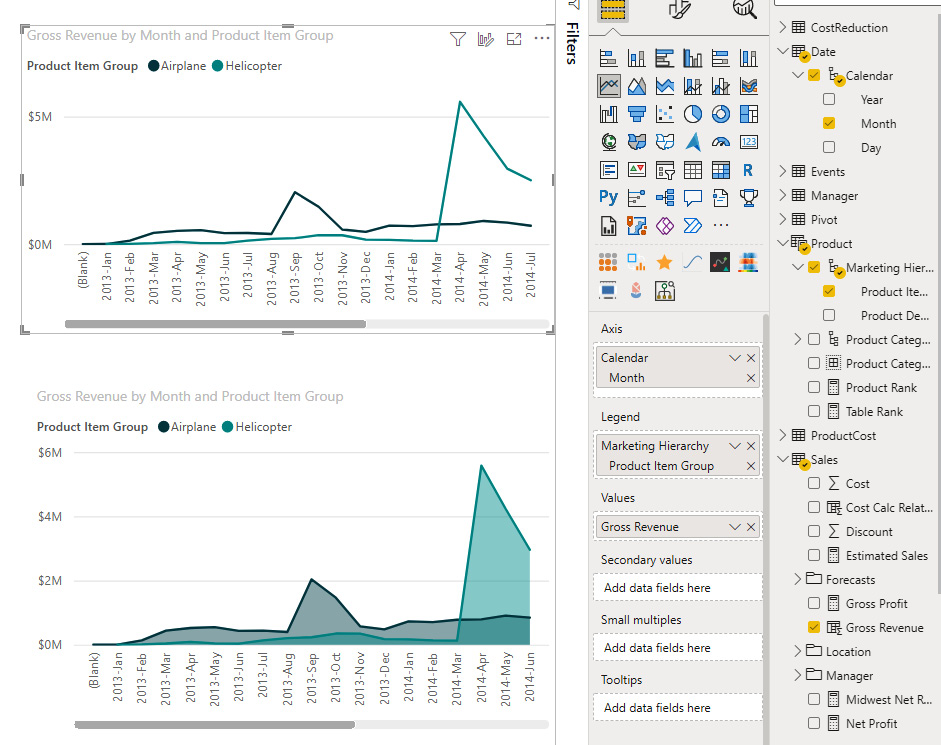 Gross Revenue by Month and Product Item Group
Product Item Group Airplane Helicopter
$5M
$0M
(Blank)
2013-Jan
2013-Feb
2013-Mar
2013-Apr
2013-May
2013-Jun
2013-Jul
2013-Aug
2013-Sep
2013-Oct
2013-Nov
2013-Dec
2014-Jan
2014-Feb
2014-Mar
2014-Apr
2014-May
2014-Jun
2014-Jul
Gross Revenue by Month and Product Item Group
Product Item Group Airplane Helicopter
$6M
$4M
$2M
$0M
(Blank)
2013-Jan
2013-Feb
2013-Mar
2013-Apr
2013-May
2013-Jun
2013-Jul
2013-Aug
2013-Sep
2013-Oct
2013-Nov
2013-Dec
2014-Jan
2014-Feb
2014-Mar
2014-Apr
2014-May
2014-Jun
Filters
123
R
Py
Axis
Calendar
Month
Legend
Marketing Hierarchy
Product Item Group
Values
Gross Revenue
Secondary values
Add data fields here
Small multiples
Add data fields here
Tooltips
Add data fields here
CostReduction
Date
Calendar
Year
Month
Day
Events
Manager
Pivot
Product
Marketing Hier...
Product Ite...
Product De...
Product Categ...
Product Categ...
Product Rank
Table Rank
ProductCost
Sales
Cost
Cost Calc Relat...
Discount
Estimated Sales
Forecasts
Gross Profit
Gross Revenue
Location
Manager
Midwest Net R...
Net Profit